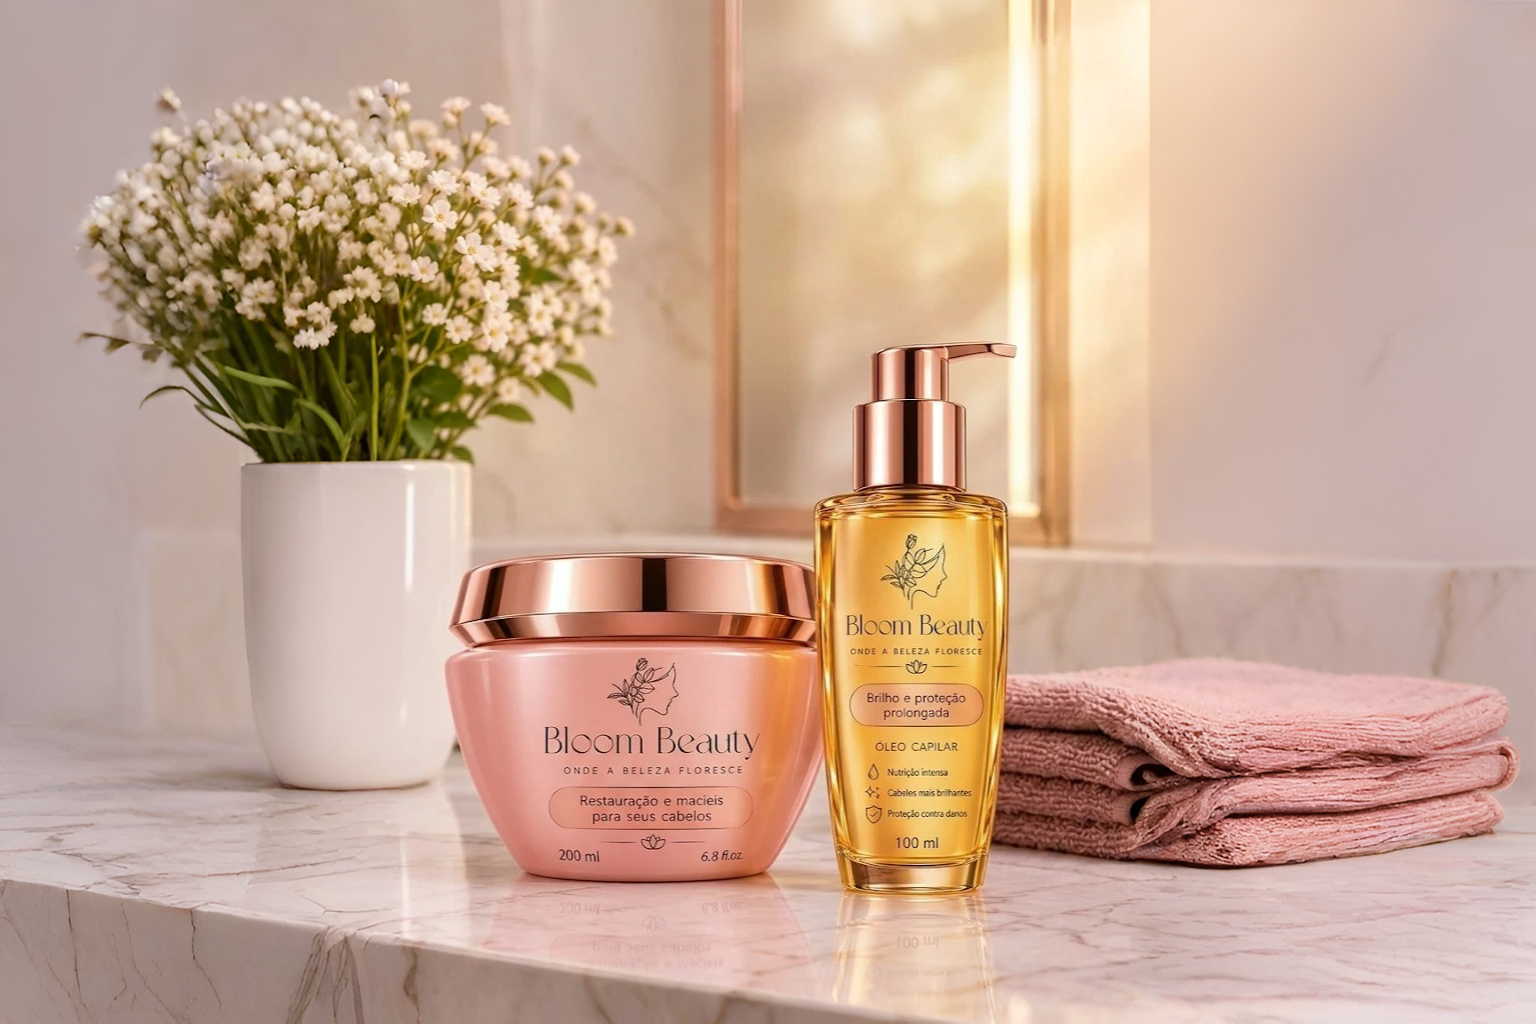 Bloom Beauty
ONDE A BELEZA FLORESCE
Restauração e macieis
para seus cabelos
200 ml
6.8 fl.oz.
Bloom Beauty
ONDE A BELEZA FLORESCE
Brilho e proteção
prolongada
ÓLEO CAPILAR
Nutrição intensa
Cabeles mais brilhantes
Proteção contra danos
100 ml